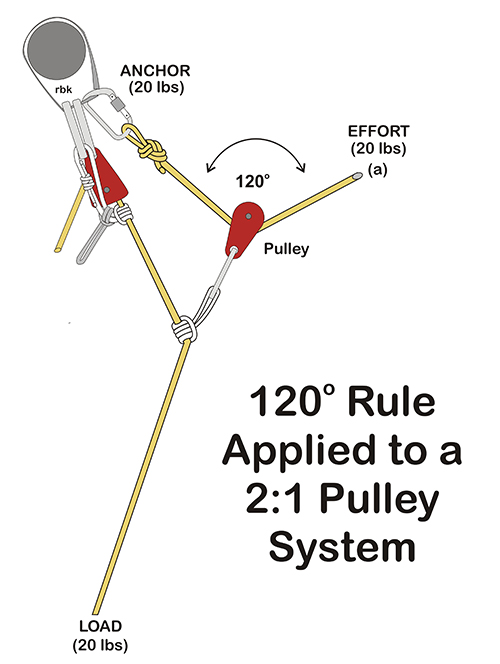 rbk
ANCHOR
(20 lbs)
EFFORT
(20 lbs)
(a)
120°
Pulley
120° Rule
Applied to a
2:1 Pulley
System
LOAD
(20 lbs)